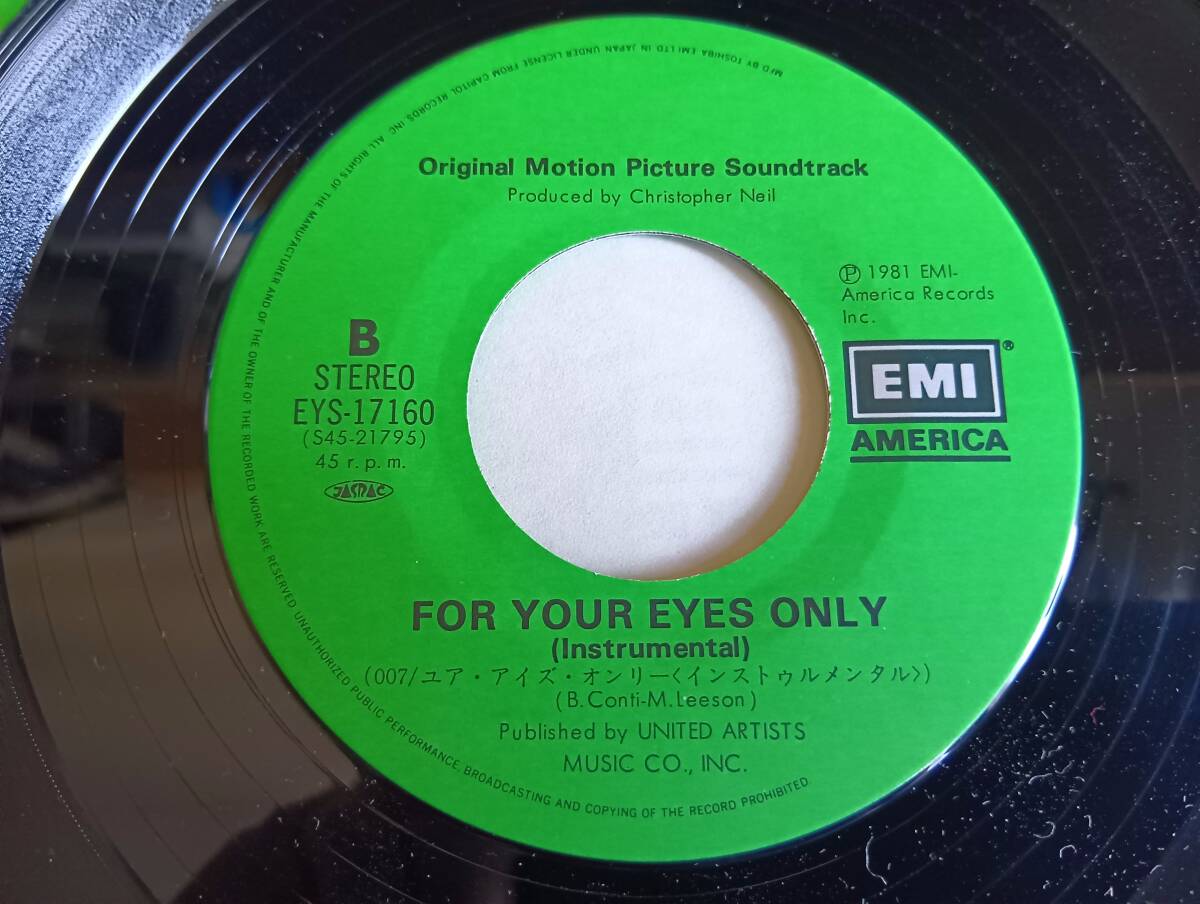 Original Motion Picture Soundtrack
Produced by Christopher Neil
Ⓟ 1981 EMI-
America Records
Inc.
B
STEREO
EYS-17160
(S45-21795)
45 r.p.m.
JASRAC
EMI®
AMERICA
FOR YOUR EYES ONLY
(Instrumental)
(007/ユア・アイズ・オンリー〈インストゥルメンタル〉)
(B.Conti-M.Leeson)
Published by UNITED ARTISTS
MUSIC CO., INC.
MF'D BY TOSHIBA EMI LTD IN JAPAN UNDER LICENSE FROM CAPITOL RECORDS INC ALL RIGHTS OF THE MANUFACTURER AND OF THE OWNER OF THE RECORDED WORK ARE RESERVED UNAUTHORIZED PUBLIC PERFORMANCE, BROADCASTING AND COPYING OF THE RECORD PROHIBITED